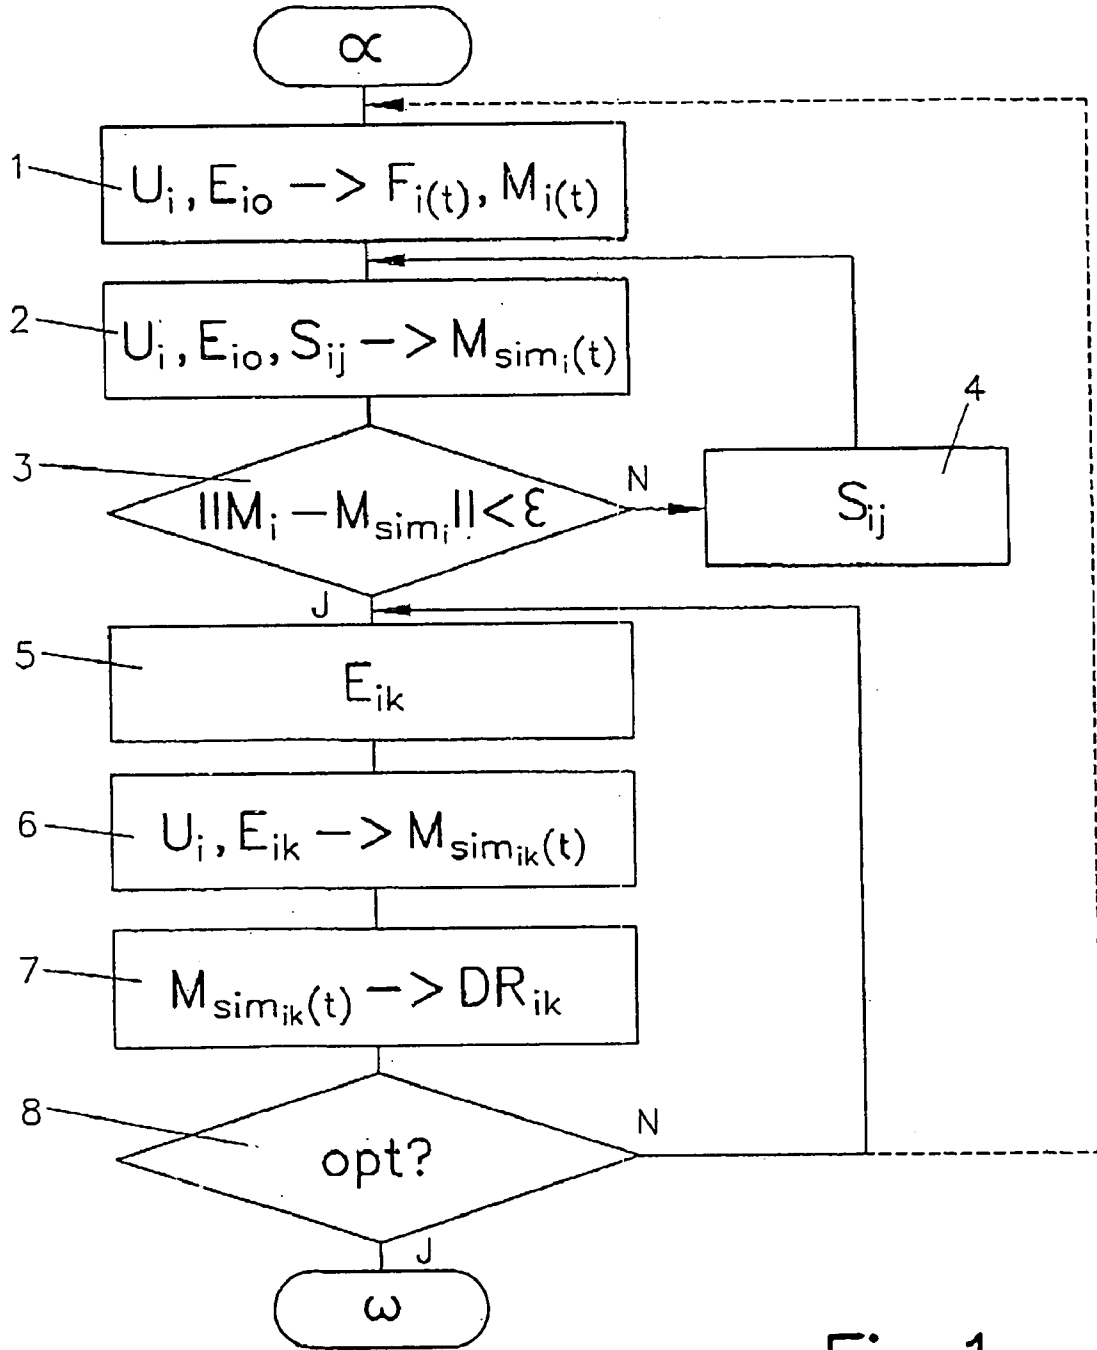 ∝
1
U_i, E_io —> F_i(t), M_i(t)
2
U_i, E_io, S_ij —> M_sim_i(t)
4
3
||M_i – M_sim_i|| < ε
N
S_ij
J
5
E_ik
6
U_i, E_ik —> M_sim_ik(t)
7
M_sim_ik(t) —> DR_ik
8
opt?
N
J
ω